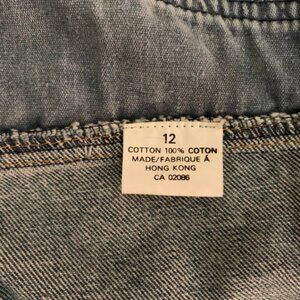 12
COTTON 100% COTON
MADE/FABRIQUE Á
HONG KONG
CA 02086